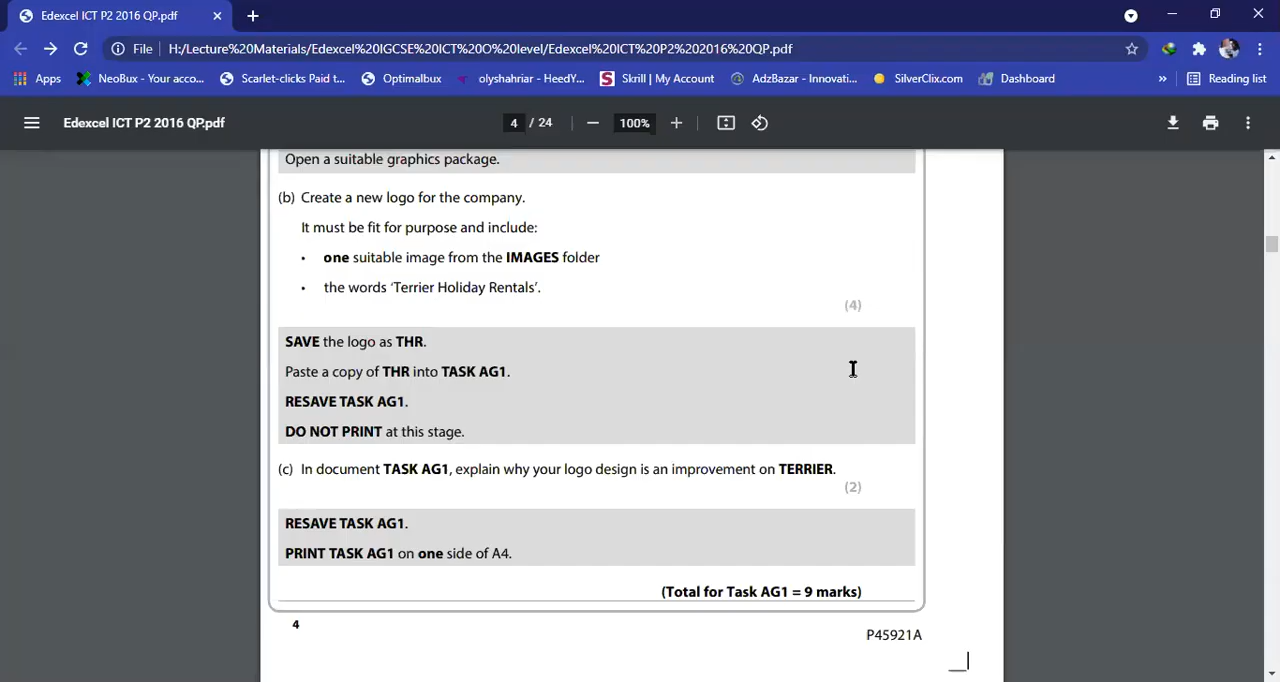 Edexcel ICT P2 2016 QP.pdf
File H:/Lecture%20Materials/Edexcel%20IGCSE%20ICT%20O%20level/Edexcel%20ICT%20P2%202016%20QP.pdf
Apps NeoBux - Your acco... Scarlet-clicks Paid t... Optimalbux olyshahriar - HeedY... Skrill | My Account AdzBazar - Innovati... SilverClix.com Dashboard » Reading list
Edexcel ICT P2 2016 QP.pdf 4 / 24 100%
Open a suitable graphics package.
(b) Create a new logo for the company.
It must be fit for purpose and include:
• one suitable image from the IMAGES folder
• the words ‘Terrier Holiday Rentals’.
(4)
SAVE the logo as THR.
Paste a copy of THR into TASK AG1.
RESAVE TASK AG1.
DO NOT PRINT at this stage.
(c) In document TASK AG1, explain why your logo design is an improvement on TERRIER.
(2)
RESAVE TASK AG1.
PRINT TASK AG1 on one side of A4.
(Total for Task AG1 = 9 marks)
4
P45921A